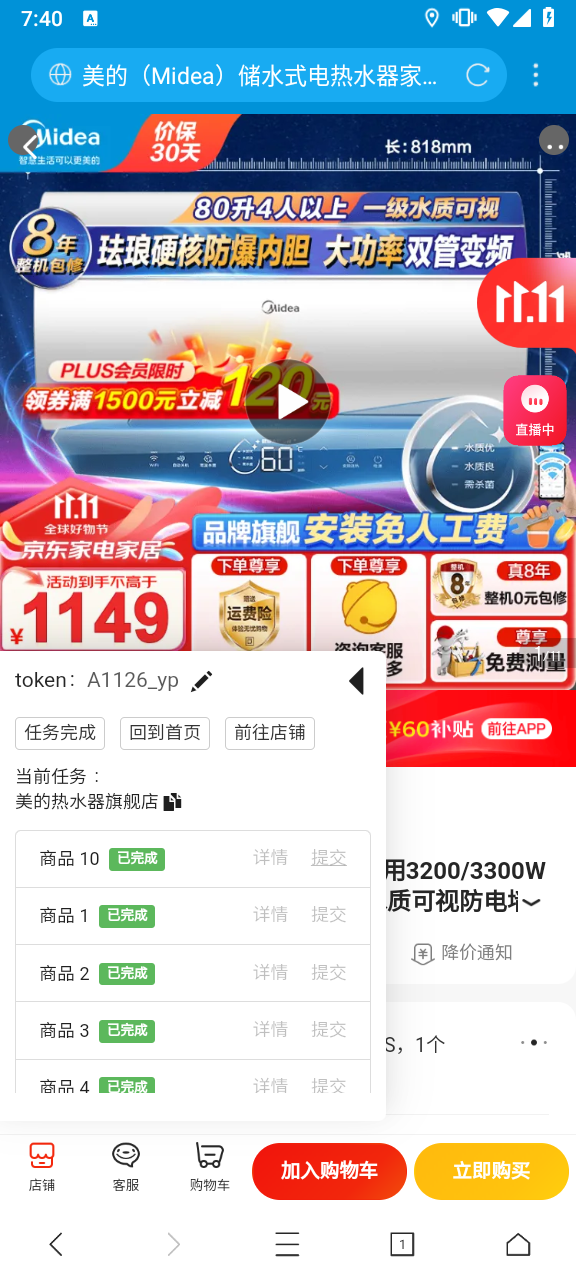 7:40
A
美的（Midea）储水式电热水器家...
Midea
智慧生活可以更美的
价保
30天
长:818mm
80升4人以上 一级水质可视
8年
整机包修
珐琅硬核防爆内胆 大功率双管变频
Midea
11.11
PLUS会员限时
领券满1500元立减120元
直播中
60
水质优
水质良
需杀菌
11.11
全球好物节
京东家电家居
品牌旗舰 安装免人工费
活动到手不高于
¥1149
下单尊享
运费险
下单尊享
咨询客服
多
整机
8年
真8年
整机0元包修
尊享
免费测量
token: A1126_yp
¥60补贴 前往APP
任务完成
回到首页
前往店铺
当前任务：
美的热水器旗舰店
商品 10 已完成 详情 提交
用3200/3300W
商品 1 已完成 详情 提交
质可视防电墙
降价通知
商品 2 已完成 详情 提交
商品 3 已完成 详情 提交
S，1个
商品 4 已完成 详情 提交
店铺
客服
购物车
加入购物车
立即购买
1